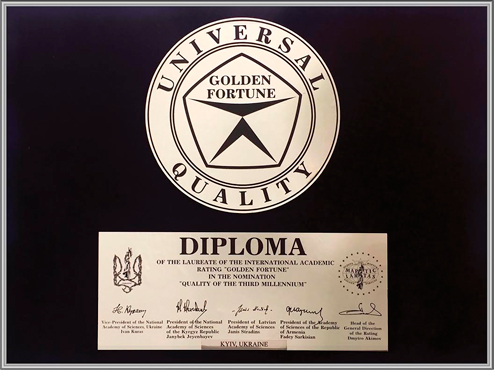 UNIVERSAL
GOLDEN
FORTUNE
QUALITY
DIPLOMA
OF THE LAUREATE OF THE INTERNATIONAL ACADEMIC
RATING "GOLDEN FORTUNE"
IN THE NOMINATION
"QUALITY OF THE THIRD MILLENNIUM"
Vice-President of the National President of the National President of Latvian President of the Academy Head of the
Academy of Sciences, Ukraine Academy of Sciences Academy of Sciences of Sciences of the Republic of General Direction
Ivan Kuras of the Kyrgyz Republic Janis Stradins Armenia of the Rating
Janybek Jeyenbayev Fadey Sarkisian Dmytro Akimov
KYIV, UKRAINE